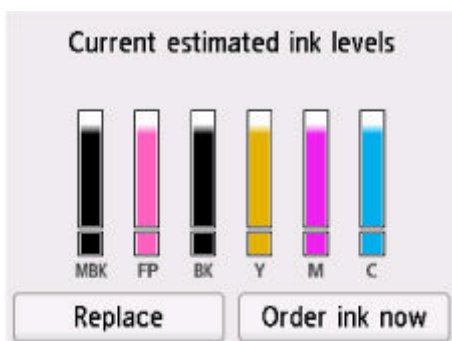 Current estimated ink levels
MBK FP BK Y M C
Replace Order ink now